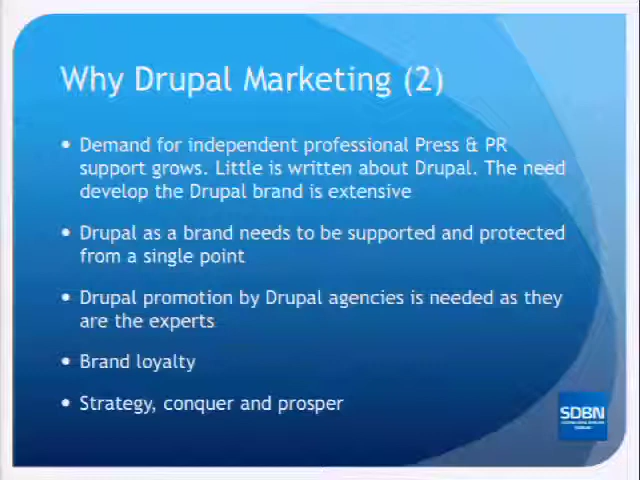 Why Drupal Marketing (2)
Demand for independent professional Press & PR
support grows. Little is written about Drupal. The need
develop the Drupal brand is extensive
Drupal as a brand needs to be supported and protected
from a single point
Drupal promotion by Drupal agencies is needed as they
are the experts
Brand loyalty
Strategy, conquer and prosper
SDBN